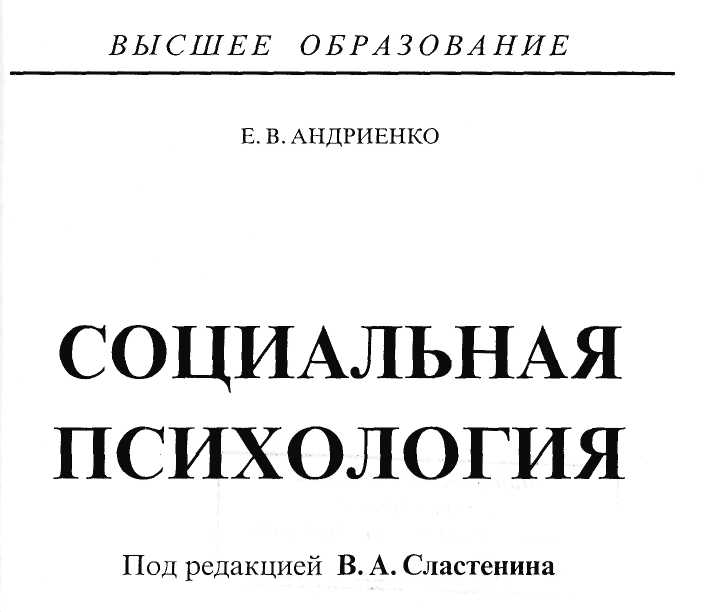 ВЫСШЕЕ ОБРАЗОВАНИЕ
Е. В. АНДРИЕНКО
СОЦИАЛЬНАЯ
ПСИХОЛОГИЯ
Под редакцией В. А. Сластенина